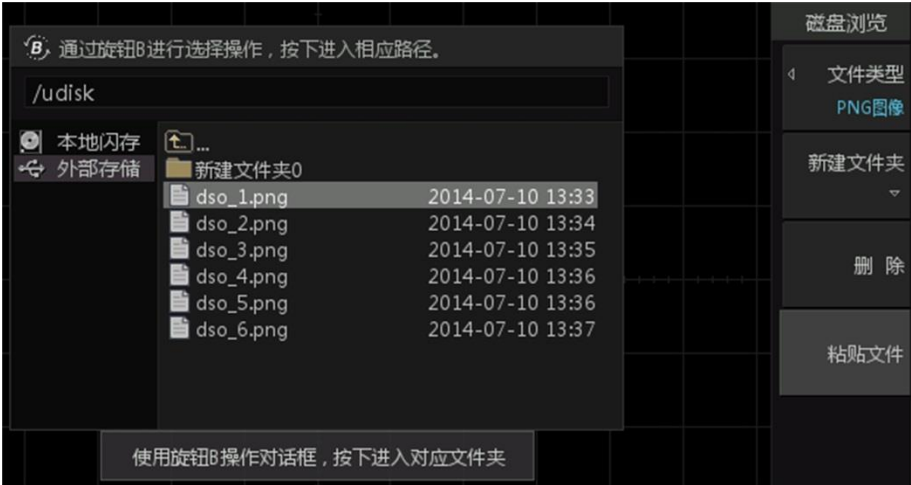 B 通过旋钮B进行选择操作，按下进入相应路径。
/udisk
本地闪存
外部存储
...
新建文件夹0
dso_1.png 2014-07-10 13:33
dso_2.png 2014-07-10 13:34
dso_3.png 2014-07-10 13:35
dso_4.png 2014-07-10 13:36
dso_5.png 2014-07-10 13:36
dso_6.png 2014-07-10 13:37
使用旋钮B操作对话框，按下进入对应文件夹
磁盘浏览
文件类型
PNG图像
新建文件夹
删 除
粘贴文件